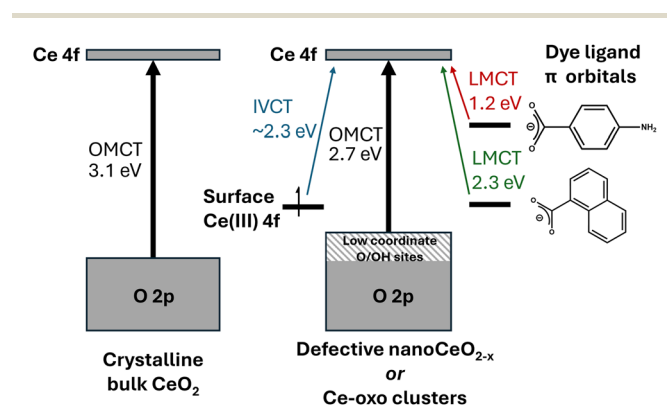 Ce 4f
OMCT
3.1 eV
O 2p
Crystalline
bulk CeO₂
Ce 4f
IVCT
~2.3 eV
OMCT
2.7 eV
LMCT
1.2 eV
LMCT
2.3 eV
Surface
Ce(III) 4f
Low coordinate
O/OH sites
O 2p
Defective nanoCeO₂₋ₓ
or
Ce-oxo clusters
Dye ligand
π orbitals
O
O
NH₂
O
O